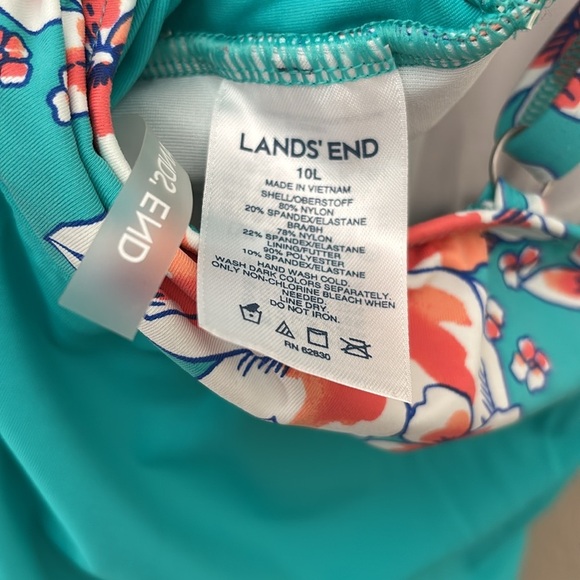 LANDS' END
10L
MADE IN VIETNAM
SHELL/OBERSTOFF
80% NYLON
20% SPANDEX/ELASTANE
BRA/BH
78% NYLON
22% SPANDEX/ELASTANE
LINING/FUTTER
90% POLYESTER
10% SPANDEX/ELASTANE
WASH HAND WASH COLD.
WASH DARK COLORS SEPARATELY.
ONLY NON-CHLORINE BLEACH WHEN
NEEDED.
LINE DRY.
DO NOT IRON.
RN 62830
END